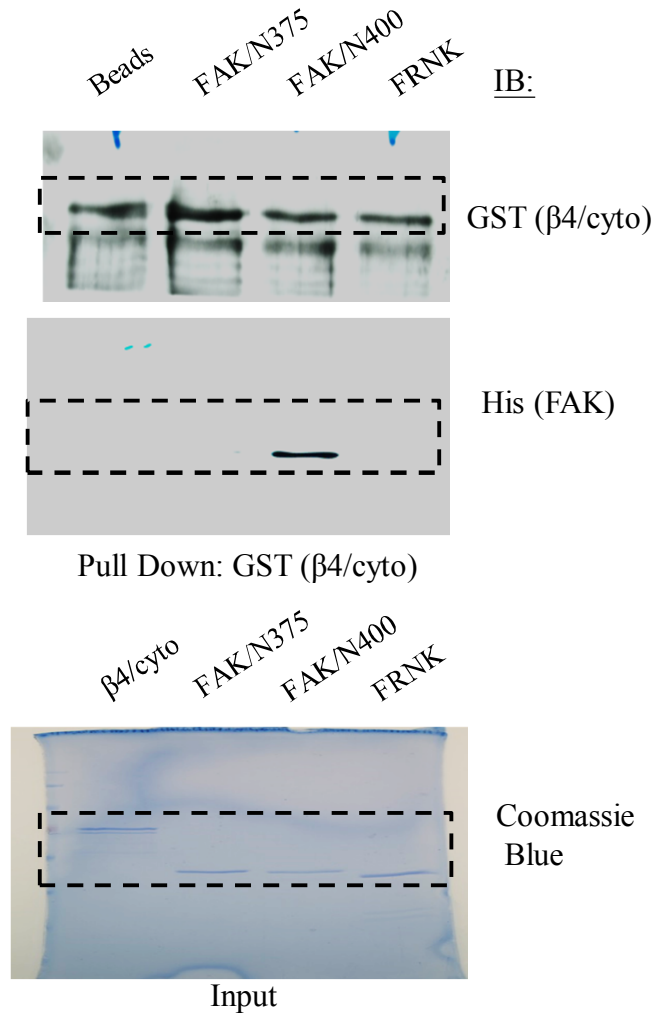 Beads FAK/N375 FAK/N400 FRNK
IB:
GST (β4/cyto)
His (FAK)
Pull Down: GST (β4/cyto)
β4/cyto FAK/N375 FAK/N400 FRNK
Coomassie
Blue
Input